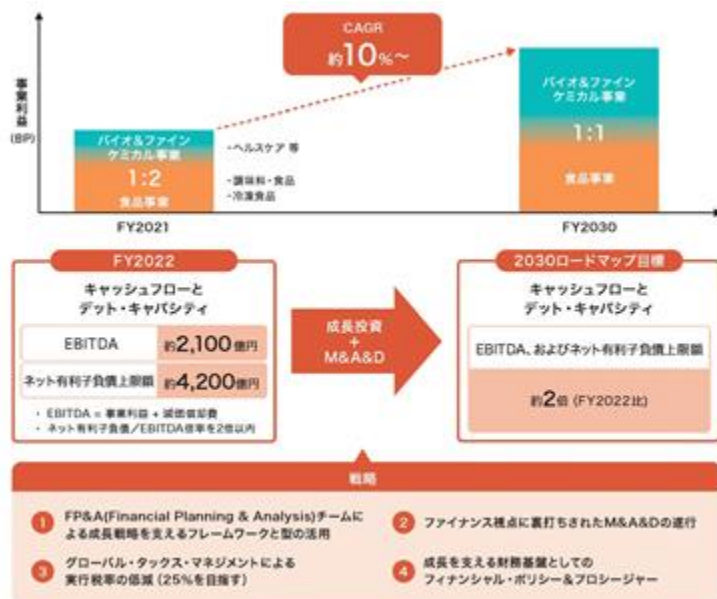 CAGR
約10%~
事業利益
(BP)
バイオ&ファイン
ケミカル事業
1:2
食品事業
-ヘルスケア 等
-調味料・食品
-冷凍食品
バイオ&ファイン
ケミカル事業
1:1
食品事業
FY2021
FY2030
FY2022
キャッシュフローと
デット・キャパシティ
EBITDA 約2,100億円
ネット有利子負債上限額 約4,200億円
・ EBITDA = 事業利益 + 減価償却費
・ ネット有利子負債/EBITDA倍率を2倍以内
成長投資
+
M&A&D
2030ロードマップ目標
キャッシュフローと
デット・キャパシティ
EBITDA、およびネット有利子負債上限額
約2倍 (FY2022比)
戦略
1 FP&A(Financial Planning & Analysis)チームに
よる成長戦略を支えるフレームワークと型の活用
2 ファイナンス視点に裏打ちされたM&A&Dの遂行
3 グローバル・タックス・マネジメントによる
実行税率の低減 (25%を目指す)
4 成長を支える財務基盤としての
フィナンシャル・ポリシー&プロシージャー